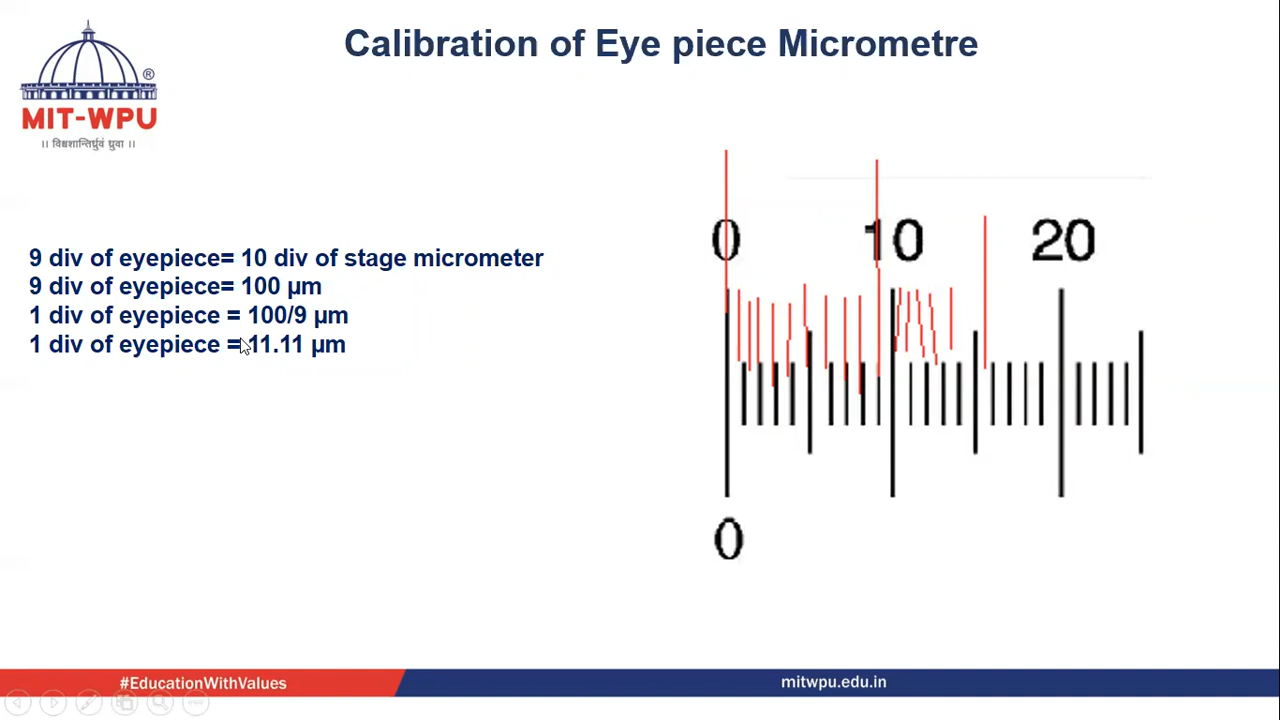 Calibration of Eye piece Micrometre
®
MIT-WPU
|| विश्वशान्तिर्ध्रुवं ध्रुवा ||
9 div of eyepiece= 10 div of stage micrometer
9 div of eyepiece= 100 µm
1 div of eyepiece = 100/9 µm
1 div of eyepiece = 11.11 µm
0 10 20
0
#EducationWithValues
mitwpu.edu.in